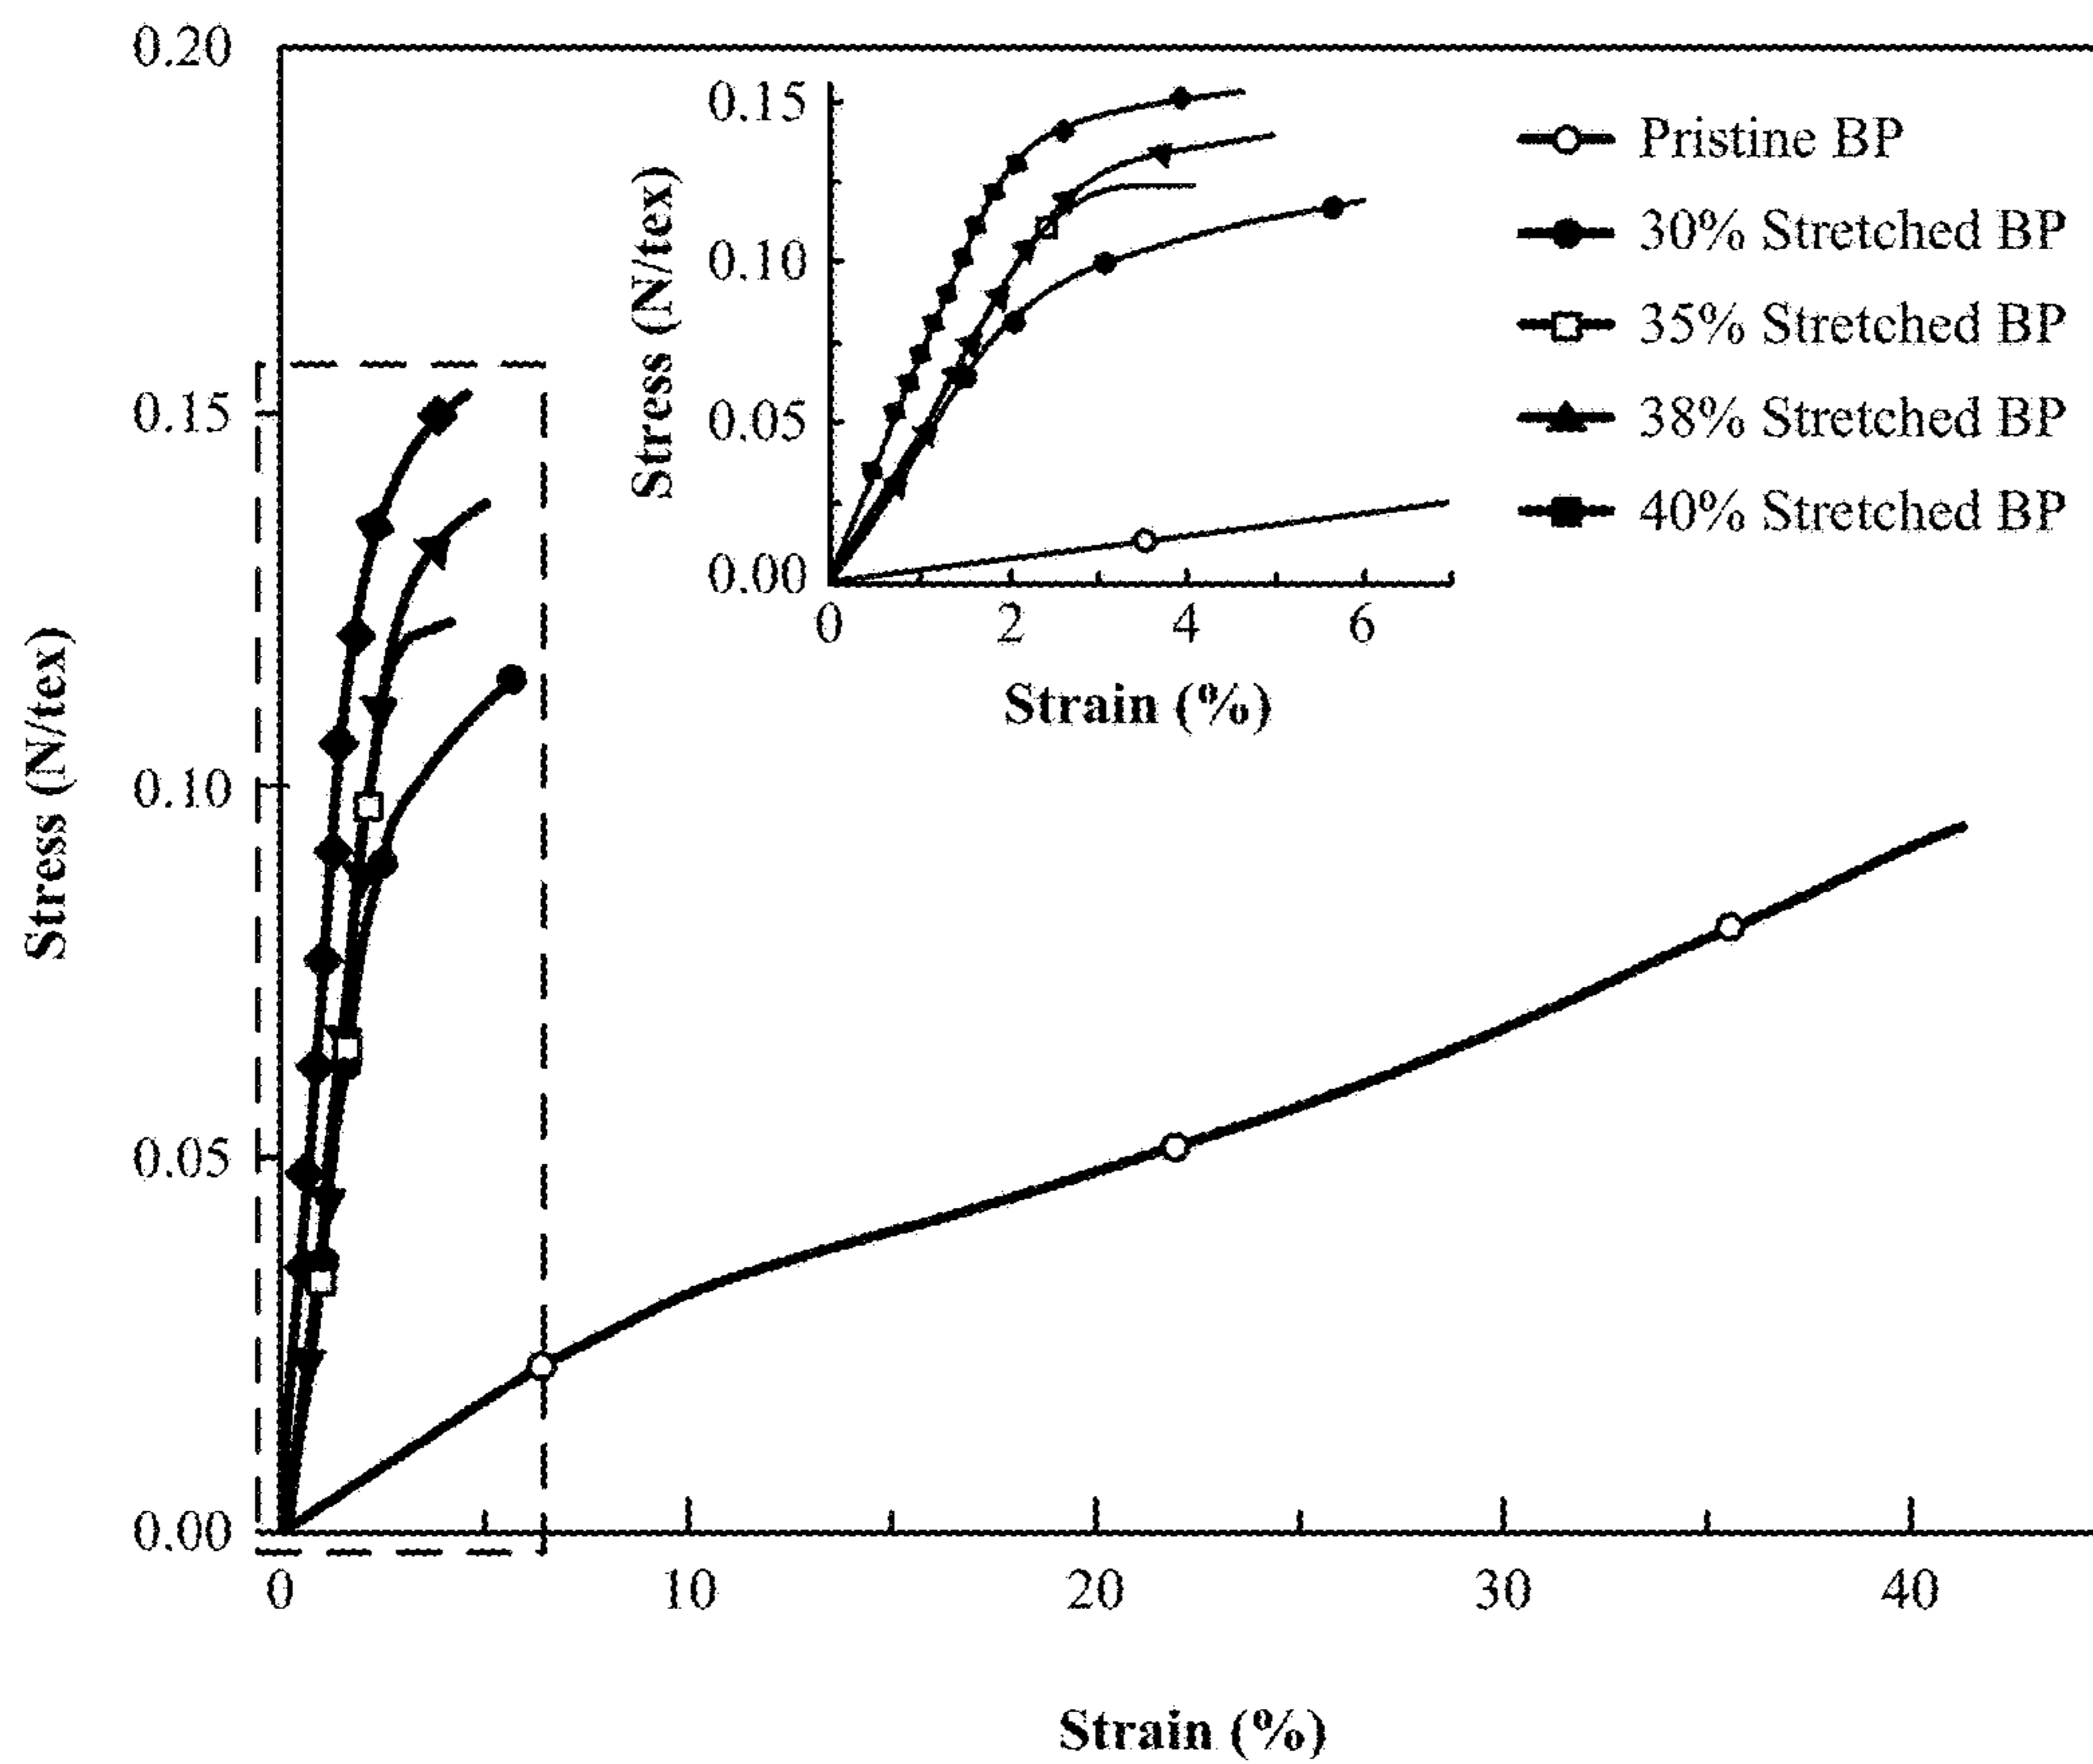 0.20
0.15
0.10
0.05
0.00
Stress (N/tex)
0
10
20
30
40
Strain (%)
0.15
0.10
0.05
0.00
Stress (N/tex)
0
2
4
6
Strain (%)
Pristine BP
30% Stretched BP
35% Stretched BP
38% Stretched BP
40% Stretched BP